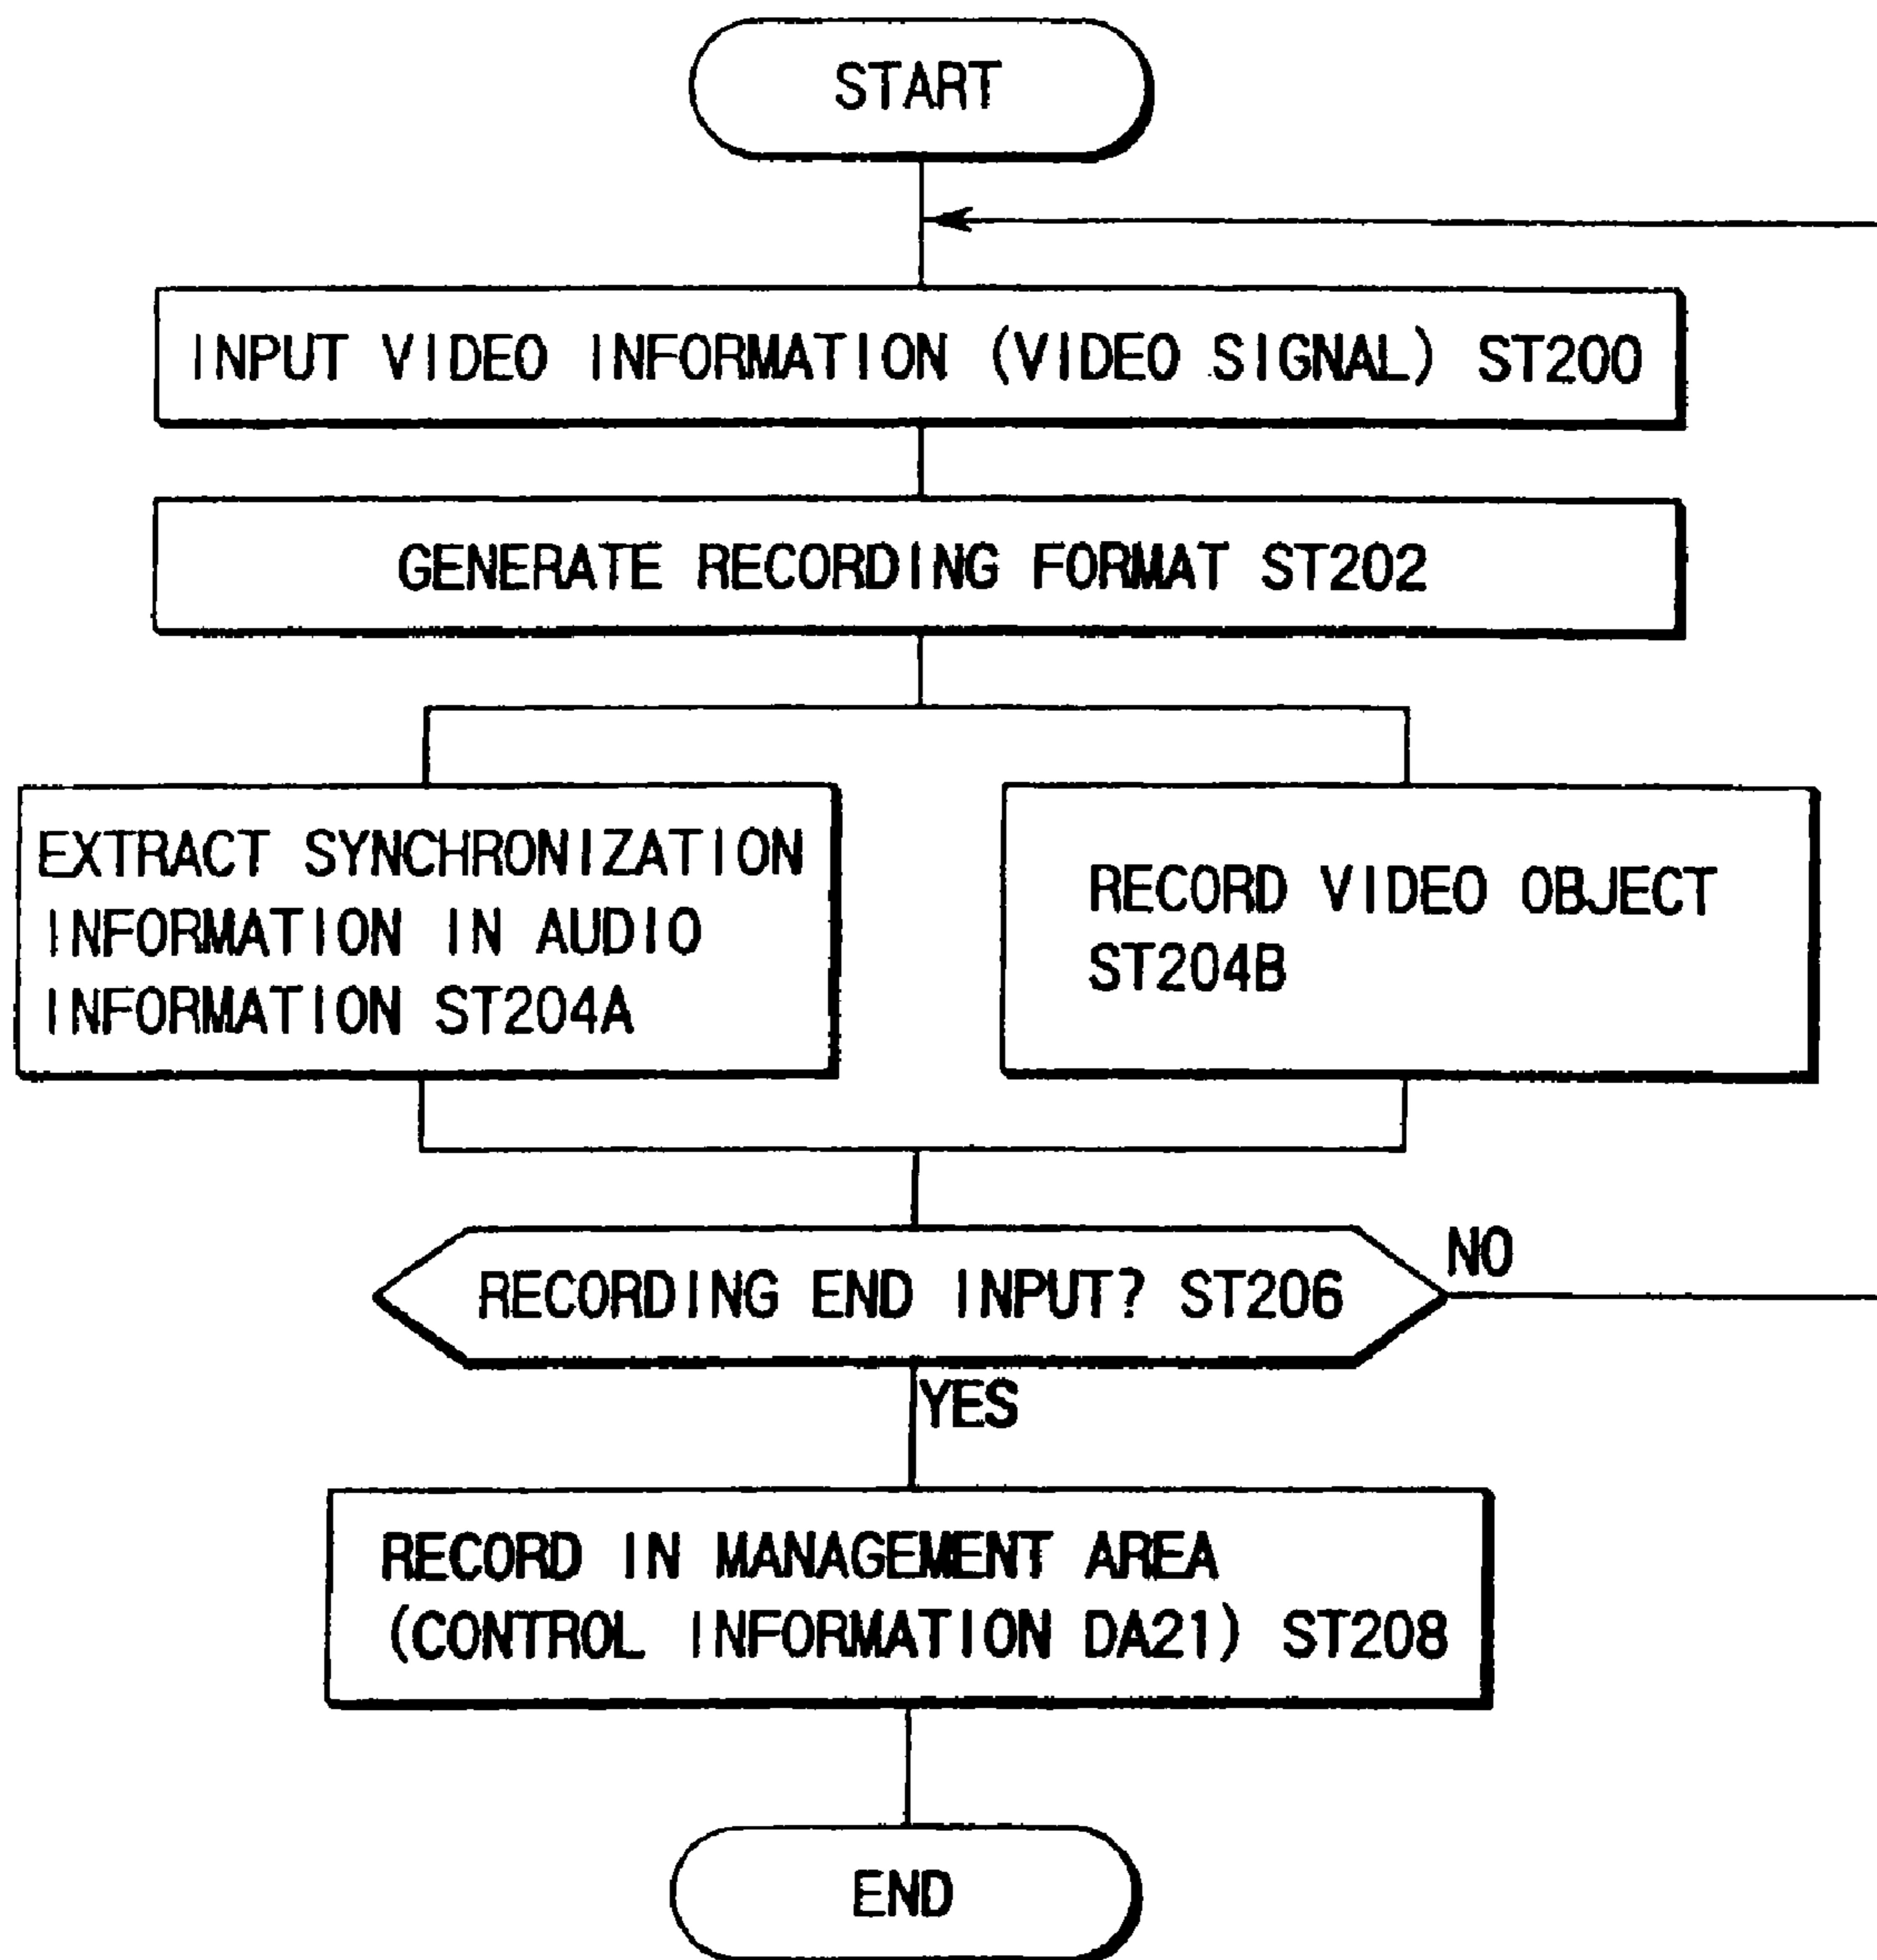 START
INPUT VIDEO INFORMATION (VIDEO SIGNAL) ST200
GENERATE RECORDING FORMAT ST202
EXTRACT SYNCHRONIZATION
INFORMATION IN AUDIO
INFORMATION ST204A
RECORD VIDEO OBJECT
ST204B
RECORDING END INPUT? ST206
NO
YES
RECORD IN MANAGEMENT AREA
(CONTROL INFORMATION DA21) ST208
END